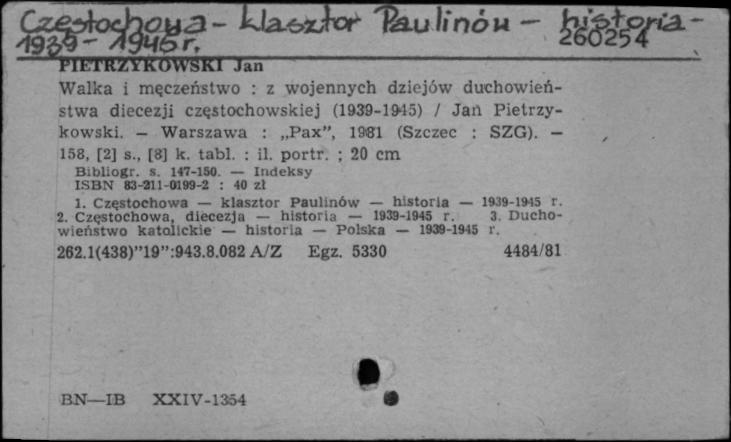 Częstochowa - klasztor Paulinów - historia -
1939 - 1945 r. 260254
PIETRZYKOWSKI Jan
Walka i męczeństwo : z wojennych dziejów duchowień-
stwa diecezji częstochowskiej (1939-1945) / Jan Pietrzy-
kowski. — Warszawa : „Pax”, 1981 (Szczec : SZG). —
158, [2] s., [8] k. tabl. : il. portr. ; 20 cm
Bibliogr. s. 147-150. — Indeksy
ISBN 83-211-0199-2 : 40 zł
1. Częstochowa — klasztor Paulinów — historia — 1939-1945 r.
2. Częstochowa, diecezja — historia — 1939-1945 r. 3. Ducho-
wieństwo katolickie — historia — Polska — 1939-1945 r.
262.1(438)”19”:943.8.082 A/Z Egz. 5330 4484/81
BN—IB XXIV-1354